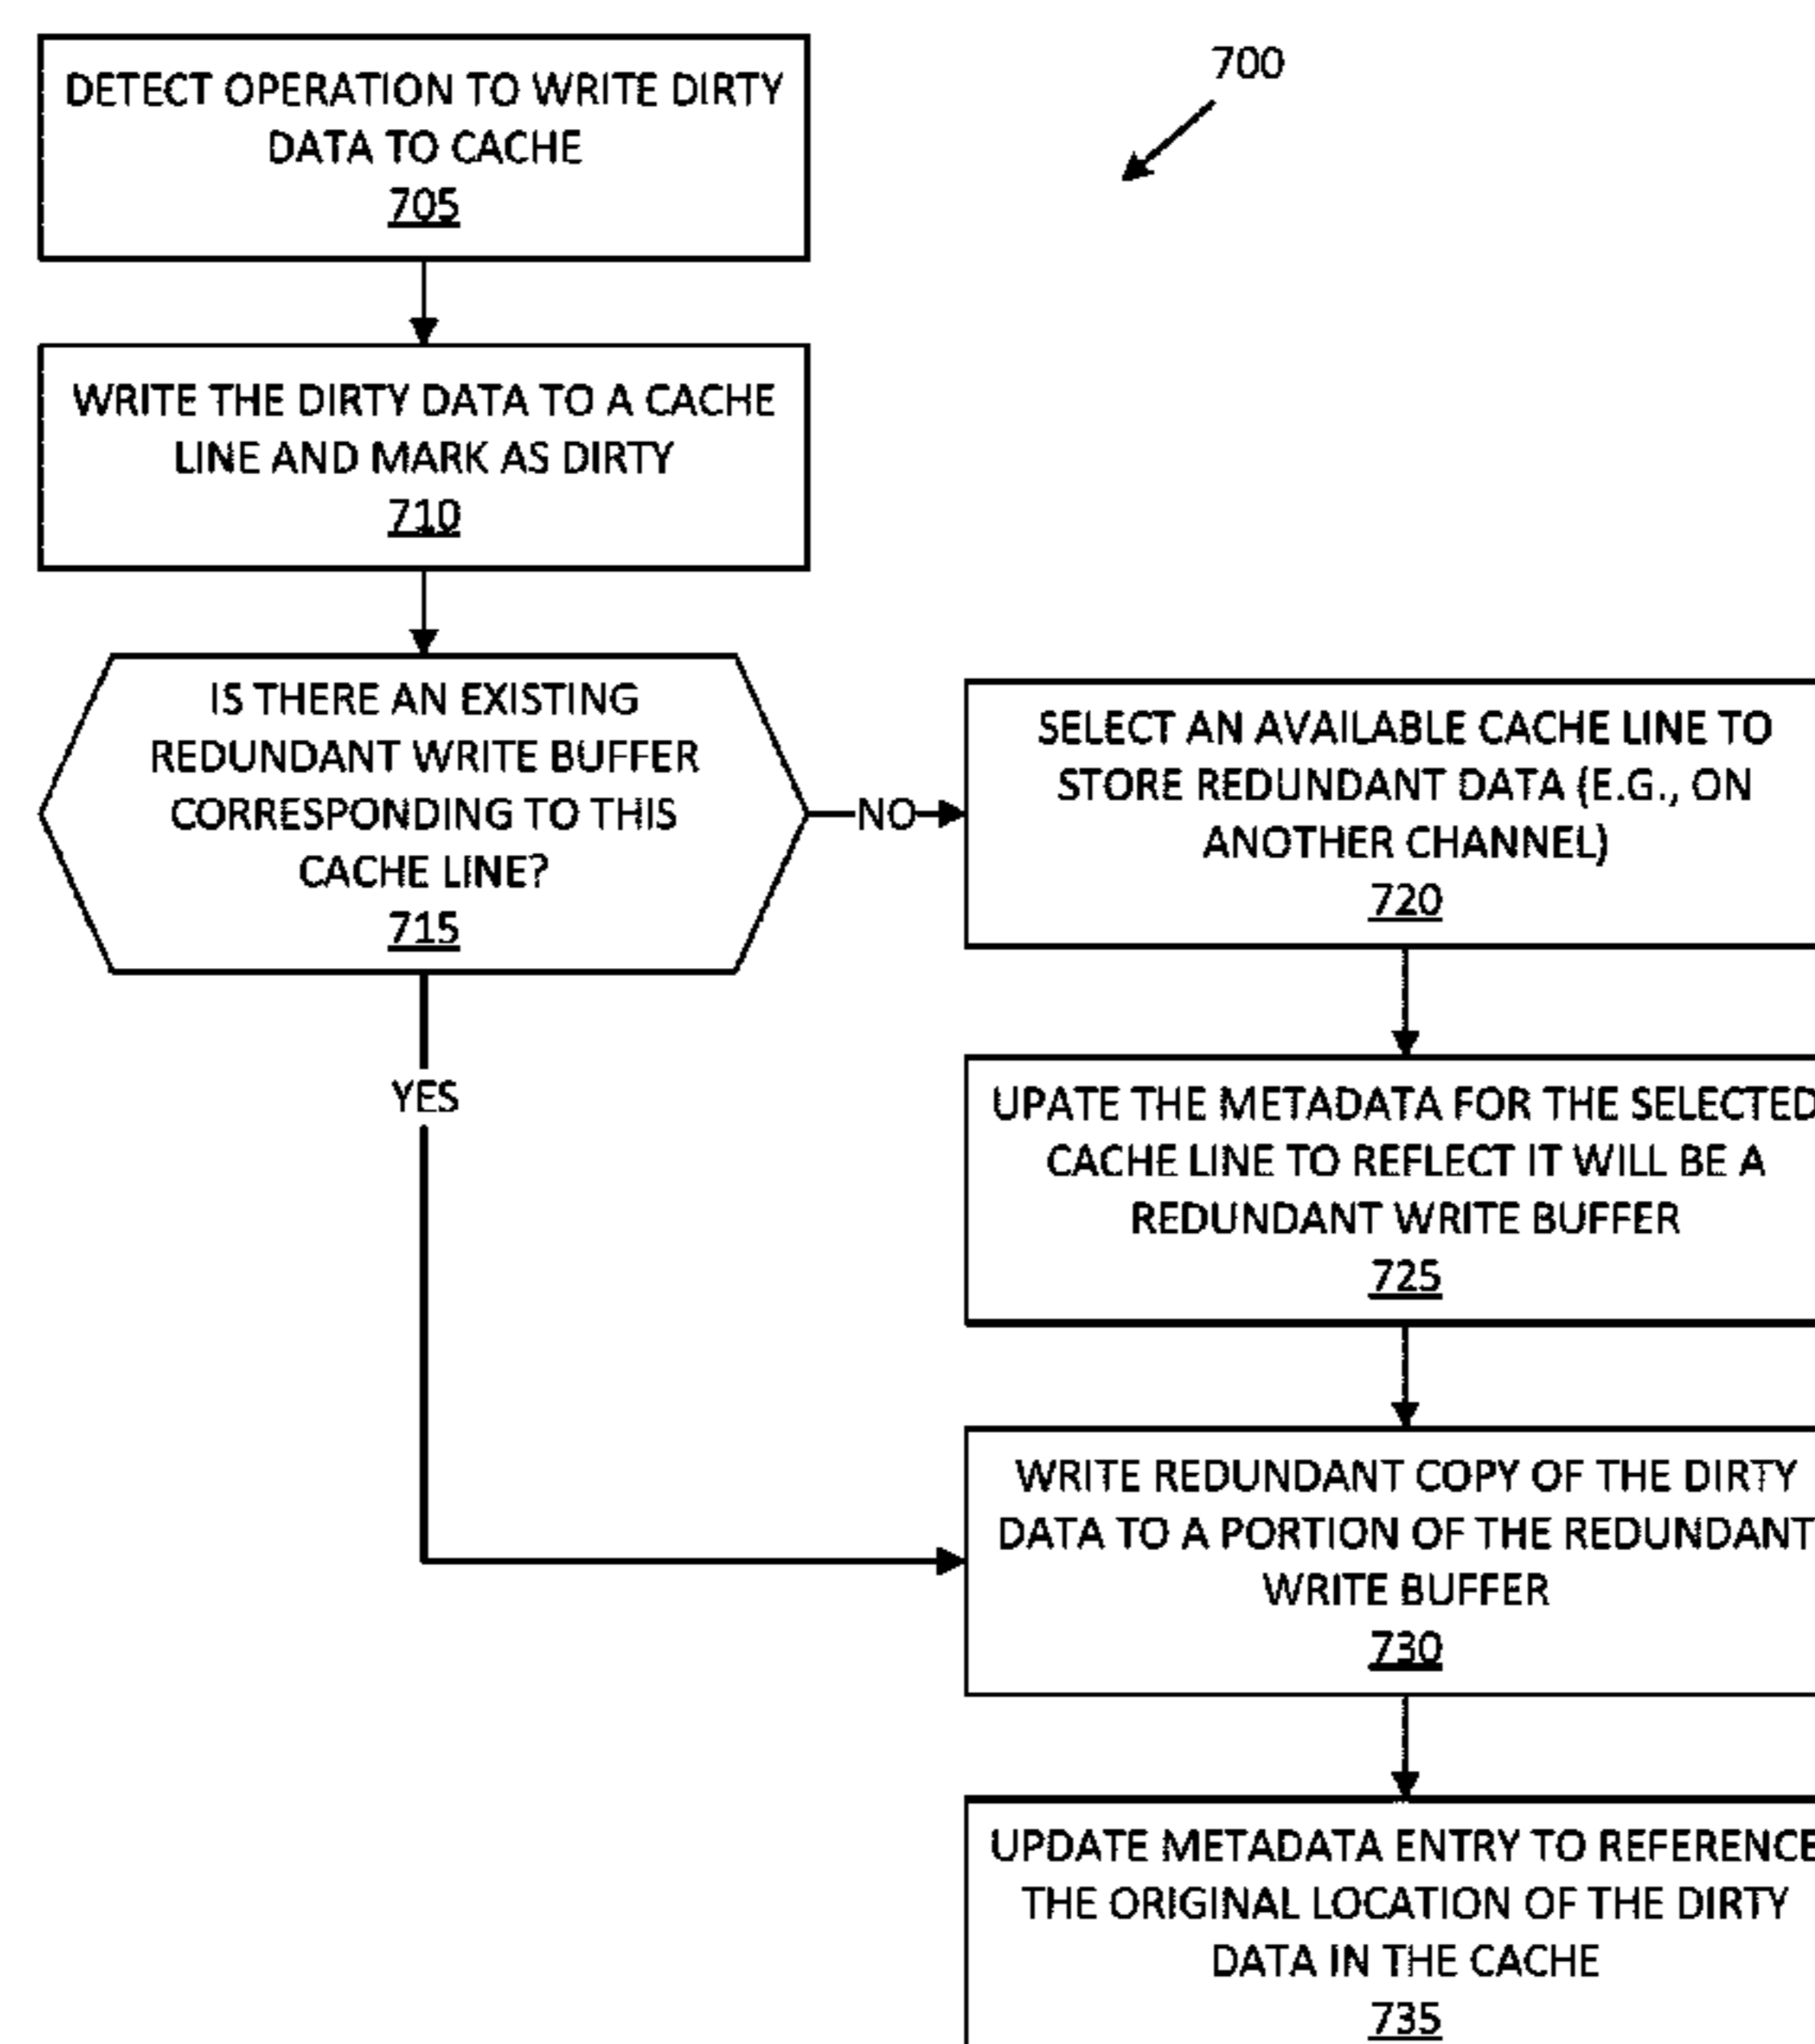 700
DETECT OPERATION TO WRITE DIRTY
DATA TO CACHE
705
WRITE THE DIRTY DATA TO A CACHE
LINE AND MARK AS DIRTY
710
IS THERE AN EXISTING
REDUNDANT WRITE BUFFER
CORRESPONDING TO THIS
CACHE LINE?
715
NO
SELECT AN AVAILABLE CACHE LINE TO
STORE REDUNDANT DATA (E.G., ON
ANOTHER CHANNEL)
720
YES
UPATE THE METADATA FOR THE SELECTED
CACHE LINE TO REFLECT IT WILL BE A
REDUNDANT WRITE BUFFER
725
WRITE REDUNDANT COPY OF THE DIRTY
DATA TO A PORTION OF THE REDUNDANT
WRITE BUFFER
730
UPDATE METADATA ENTRY TO REFERENCE
THE ORIGINAL LOCATION OF THE DIRTY
DATA IN THE CACHE
735